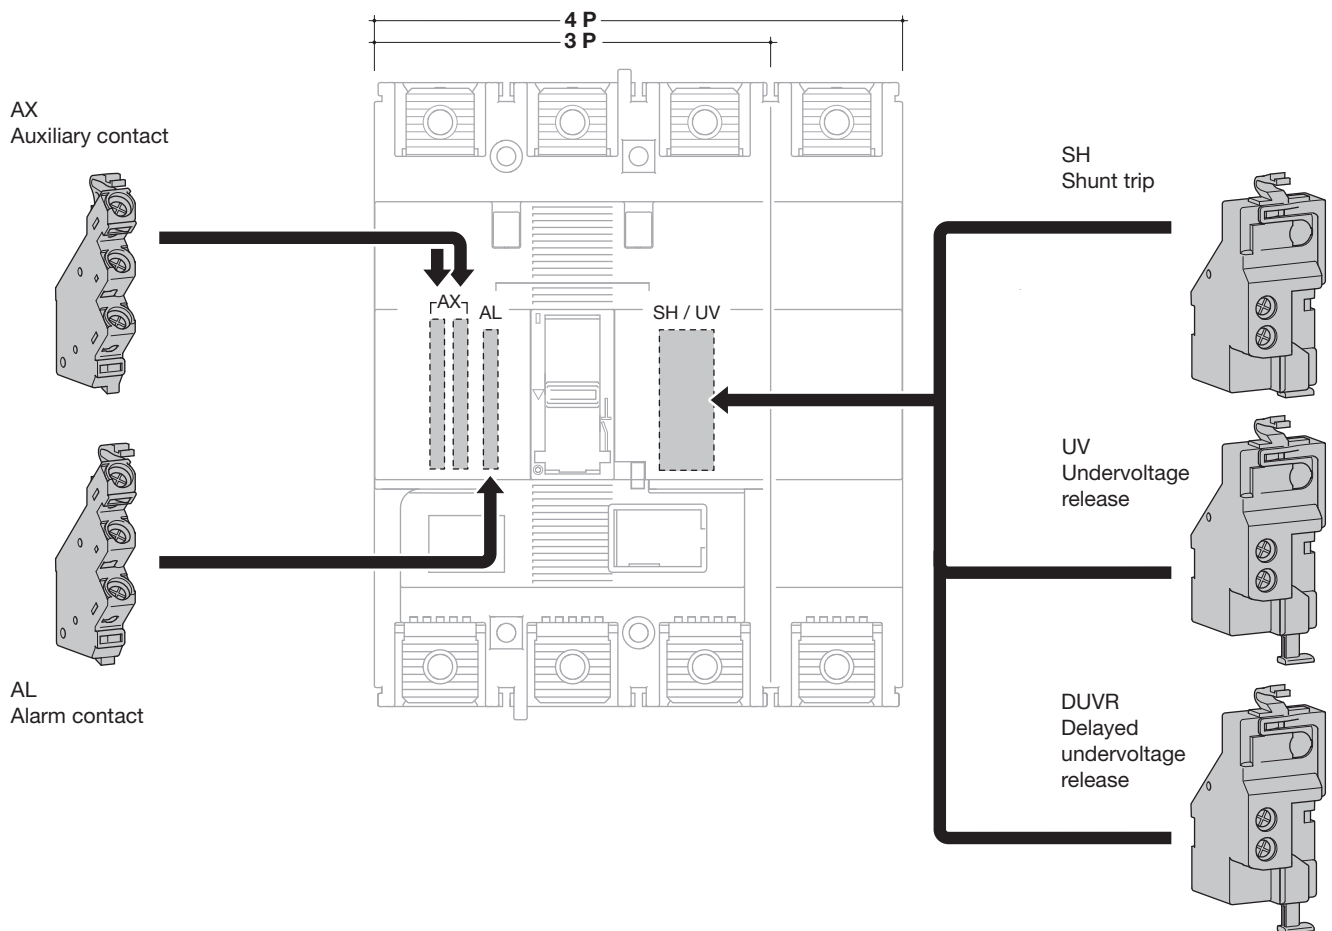 4 P
3 P
AX
Auxiliary contact
SH
Shunt trip
AX
AL
SH / UV
UV
Undervoltage
release
AL
Alarm contact
DUVR
Delayed
undervoltage
release